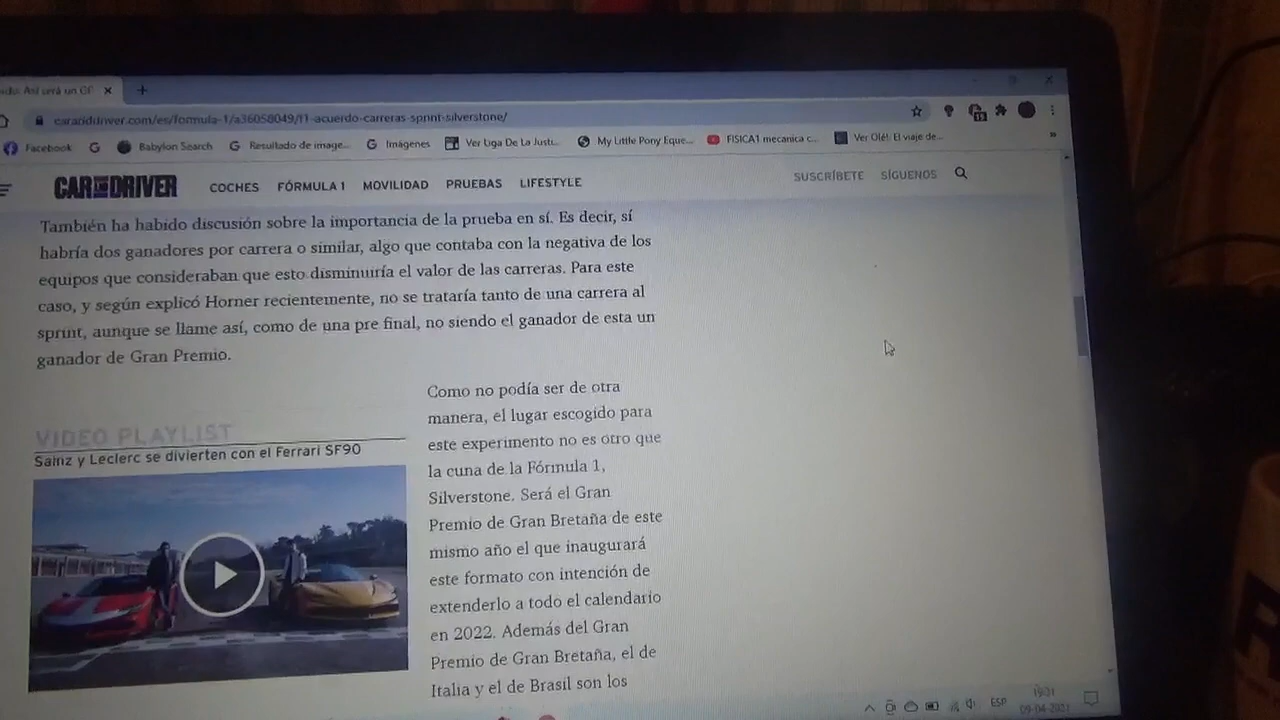 Así será un GP
caranddriver.com/es/formula-1/a36058049/f1-acuerdo-carreras-sprint-silverstone/
Facebook
Babylon Search
Resultado de image...
Imágenes
Ver Liga De La Justi...
My Little Pony Eque...
FISICA1 mecanica c...
Ver Olé! El viaje de...
CAR AND DRIVER
COCHES
FÓRMULA 1
MOVILIDAD
PRUEBAS
LIFESTYLE
SUSCRÍBETE
SÍGUENOS
También ha habido discusión sobre la importancia de la prueba en sí. Es decir, sí
habría dos ganadores por carrera o similar, algo que contaba con la negativa de los
equipos que consideraban que esto disminuiría el valor de las carreras. Para este
caso, y según explicó Horner recientemente, no se trataría tanto de una carrera al
sprint, aunque se llame así, como de una pre final, no siendo el ganador de esta un
ganador de Gran Premio.
VIDEO PLAYLIST
Sainz y Leclerc se divierten con el Ferrari SF90
Como no podía ser de otra
manera, el lugar escogido para
este experimento no es otro que
la cuna de la Fórmula 1,
Silverstone. Será el Gran
Premio de Gran Bretaña de este
mismo año el que inaugurará
este formato con intención de
extenderlo a todo el calendario
en 2022. Además del Gran
Premio de Gran Bretaña, el de
Italia y el de Brasil son los
ESP
19:31
09-04-2021